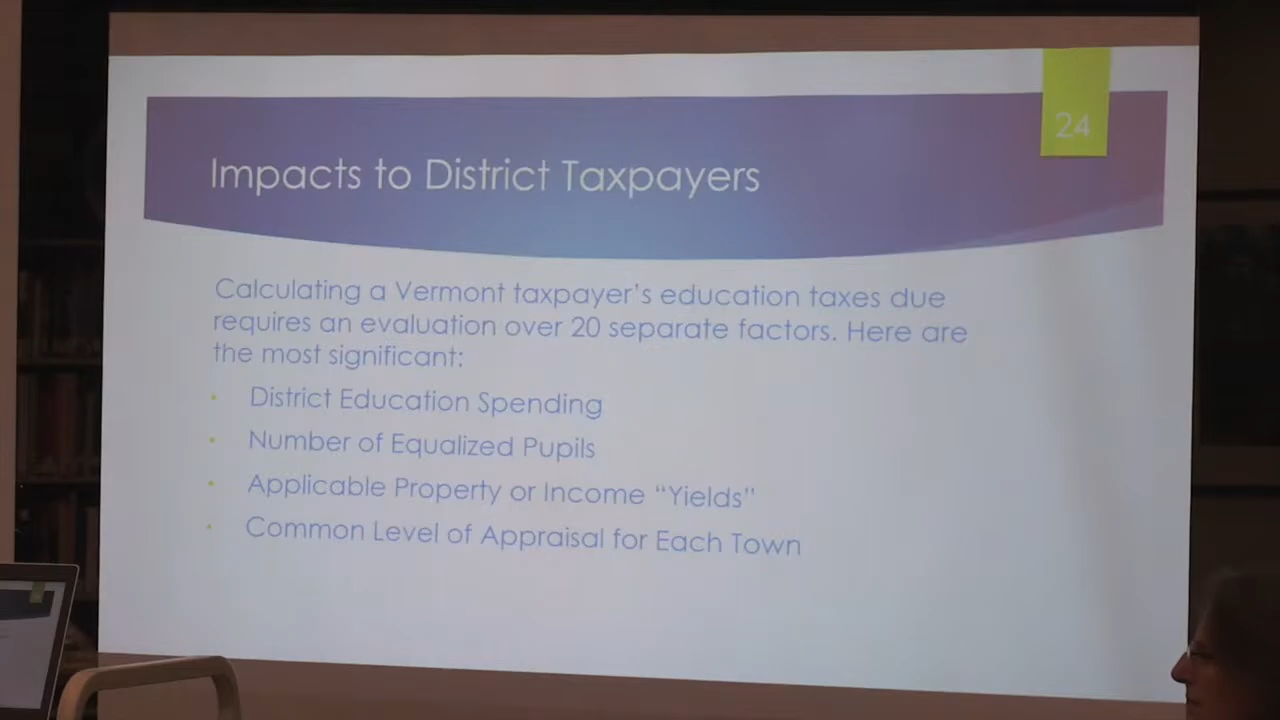 24
Impacts to District Taxpayers
Calculating a Vermont taxpayer's education taxes due
requires an evaluation over 20 separate factors. Here are
the most significant:
• District Education Spending
• Number of Equalized Pupils
• Applicable Property or Income “Yields”
• Common Level of Appraisal for Each Town